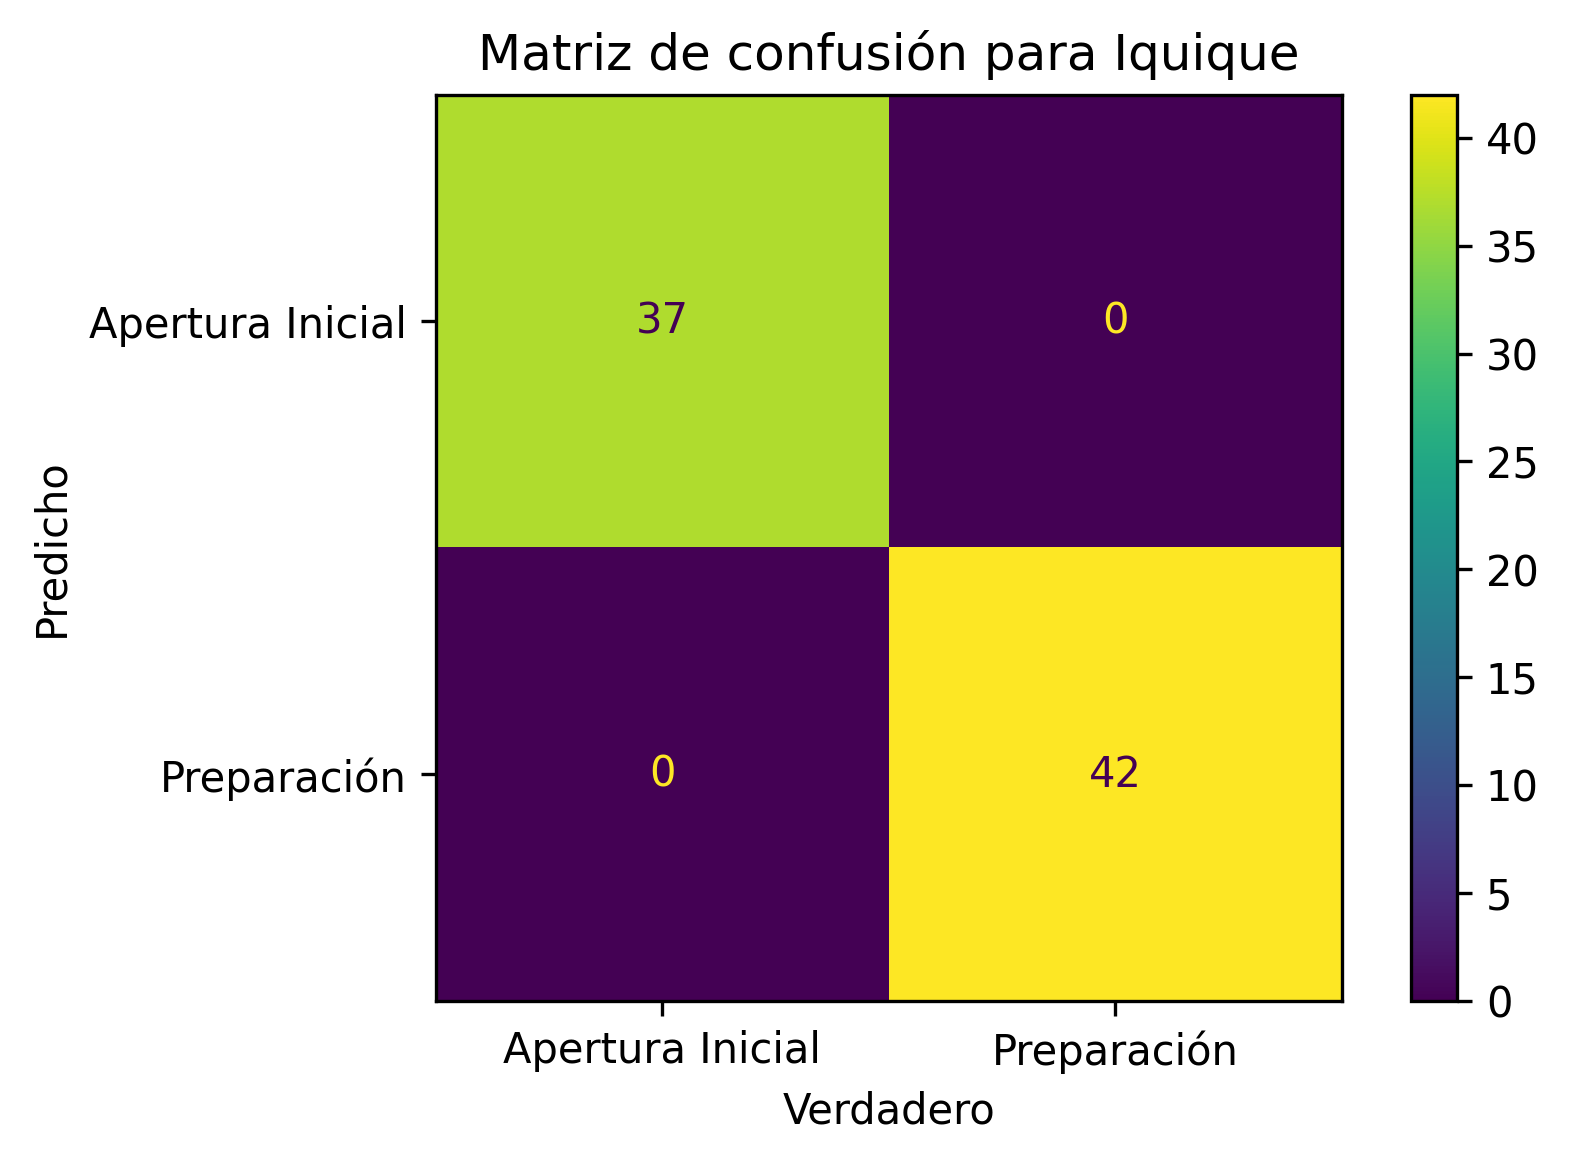 Matriz de confusión para Iquique
Predicho
Apertura Inicial
Preparación
37
0
0
42
Apertura Inicial
Preparación
Verdadero
40
35
30
25
20
15
10
5
0